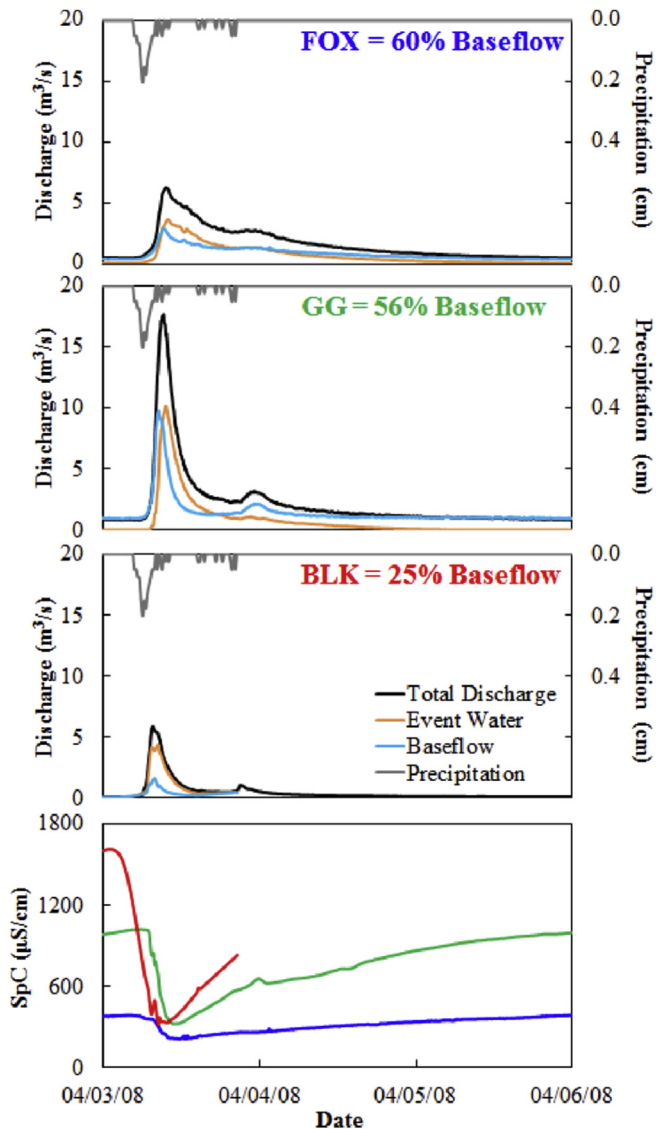 FOX = 60% Baseflow
Discharge (m³/s)
20
15
10
5
0
0.0
0.2
0.4
Precipitation (cm)
GG = 56% Baseflow
Discharge (m³/s)
20
15
10
5
0
0.0
0.2
0.4
Precipitation (cm)
BLK = 25% Baseflow
Discharge (m³/s)
20
15
10
5
0
0.0
0.2
0.4
Precipitation (cm)
Total Discharge
Event Water
Baseflow
Precipitation
SpC (µS/cm)
1800
1200
600
0
04/03/08 04/04/08 04/05/08 04/06/08
Date